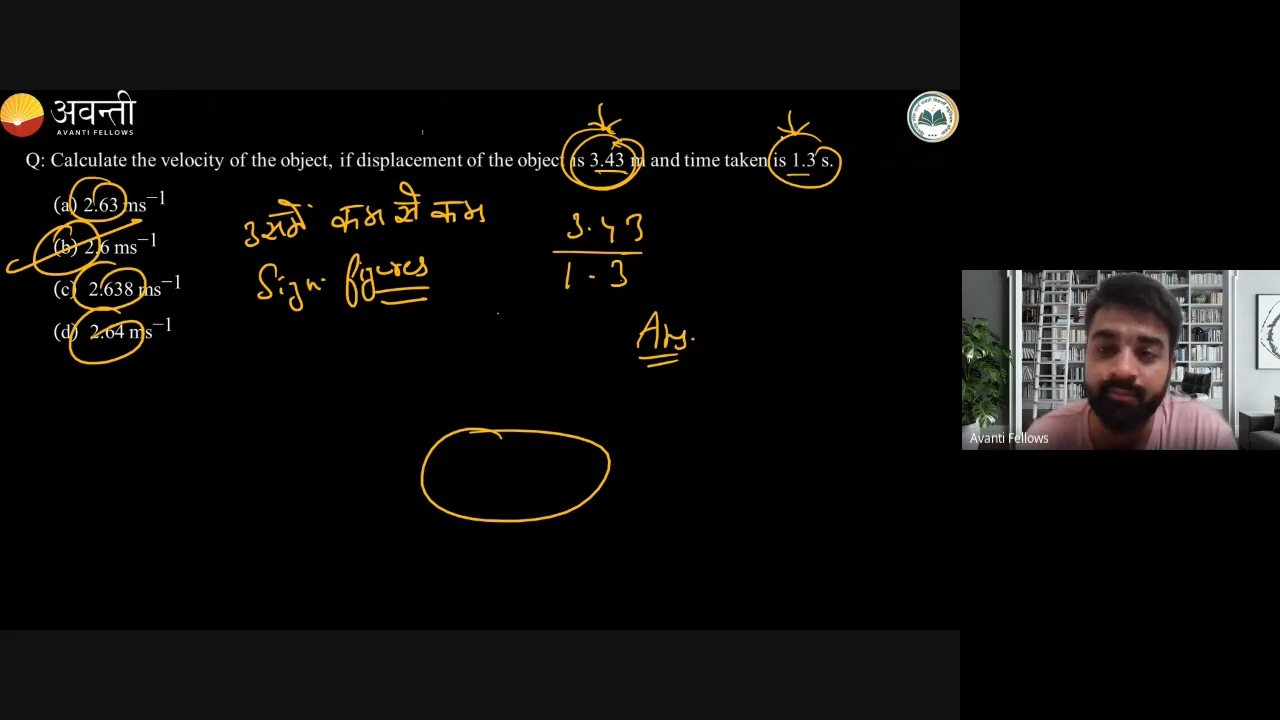 अवन्ती
AVANTI FELLOWS
Q: Calculate the velocity of the object, if displacement of the object is 3.43 m and time taken is 1.3 s.
(a) 2.63 ms⁻¹
(b) 2.6 ms⁻¹
(c) 2.638 ms⁻¹
(d) 2.64 ms⁻¹
उसमें कम से कम
Sign. figures
3.43
1.3
Ans.
Avanti Fellows